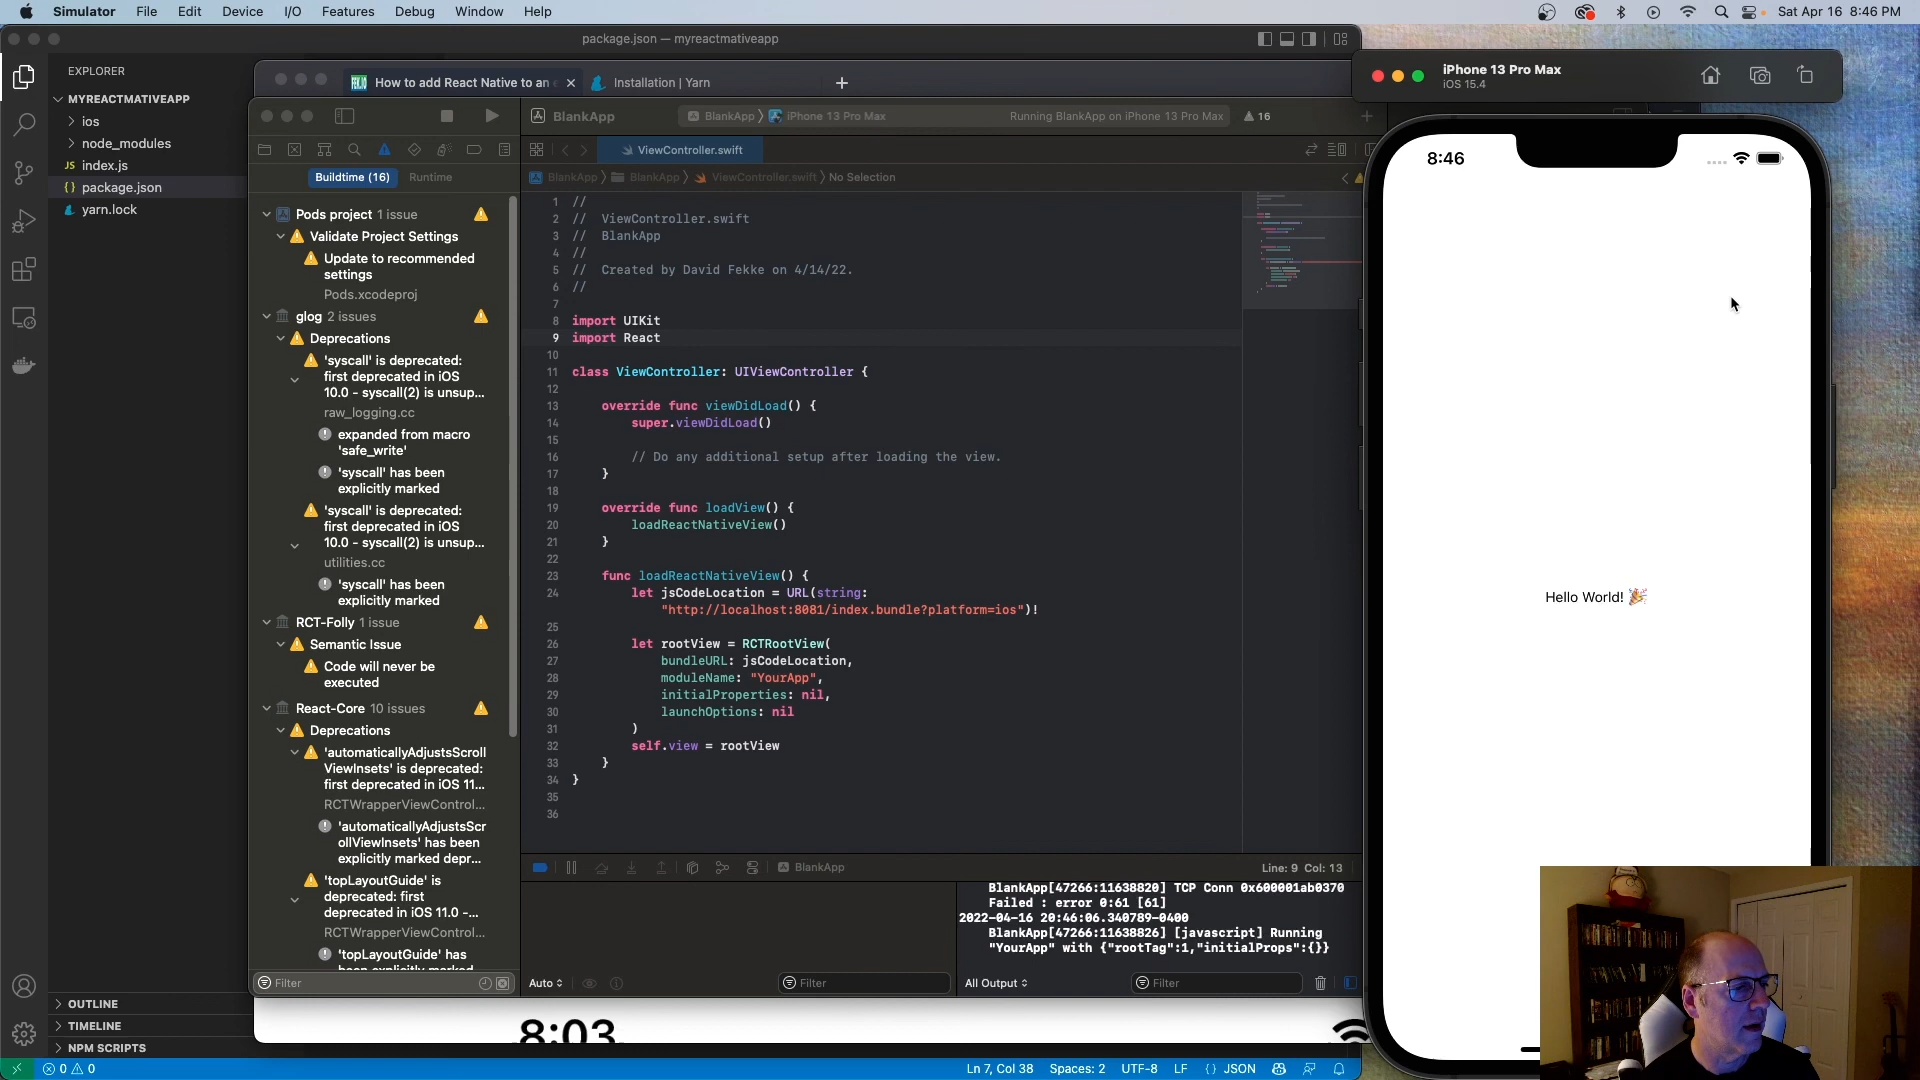 Simulator File Edit Device I/O Features Debug Window Help
Sat Apr 16 8:46 PM
package.json — myreactmativeapp
EXPLORER
MYREACTMATIVEAPP
ios
node_modules
JS index.js
{} package.json
yarn.lock
OUTLINE
TIMELINE
NPM SCRIPTS
How to add React Native to an e
Installation | Yarn
BlankApp
BlankApp
iPhone 13 Pro Max
Running BlankApp on iPhone 13 Pro Max
16
ViewController.swift
Buildtime (16)
Runtime
BlankApp
BlankApp
ViewController.swift
No Selection
Pods project 1 issue
Validate Project Settings
Update to recommended
settings
Pods.xcodeproj
glog 2 issues
Deprecations
'syscall' is deprecated:
first deprecated in iOS
10.0 - syscall(2) is unsup...
raw_logging.cc
expanded from macro
'safe_write'
'syscall' has been
explicitly marked
'syscall' is deprecated:
first deprecated in iOS
10.0 - syscall(2) is unsup...
utilities.cc
'syscall' has been
explicitly marked
RCT-Folly 1 issue
Semantic Issue
Code will never be
executed
React-Core 10 issues
Deprecations
'automaticallyAdjustsScroll
ViewInsets' is deprecated:
first deprecated in iOS 11...
RCTWrapperViewControl...
'automaticallyAdjustsScr
ollViewInsets' has been
explicitly marked depr...
'topLayoutGuide' is
deprecated: first
deprecated in iOS 11.0 -...
RCTWrapperViewControl...
'topLayoutGuide' has
been explicitly marked
Filter
1 //
2 // ViewController.swift
3 // BlankApp
4 //
5 // Created by David Fekke on 4/14/22.
6 //
7
8 import UIKit
9 import React
10
11 class ViewController: UIViewController {
12
13 override func viewDidLoad() {
14 super.viewDidLoad()
15
16 // Do any additional setup after loading the view.
17 }
18
19 override func loadView() {
20 loadReactNativeView()
21 }
22
23 func loadReactNativeView() {
24 let jsCodeLocation = URL(string:
"http://localhost:8081/index.bundle?platform=ios")!
25
26 let rootView = RCTRootView(
27 bundleURL: jsCodeLocation,
28 moduleName: "YourApp",
29 initialProperties: nil,
30 launchOptions: nil
31 )
32 self.view = rootView
33 }
34 }
35
36
BlankApp
Line: 9 Col: 13
BlankApp[47266:11638820] TCP Conn 0x600001ab0370
Failed : error 0:61 [61]
2022-04-16 20:46:06.340789-0400
BlankApp[47266:11638826] [javascript] Running
"YourApp" with {"rootTag":1,"initialProps":{}}
Auto
Filter
All Output
Filter
8:03
0 0
Ln 7, Col 38
Spaces: 2
UTF-8
LF
{} JSON
iPhone 13 Pro Max
iOS 15.4
8:46
Hello World! 🎉